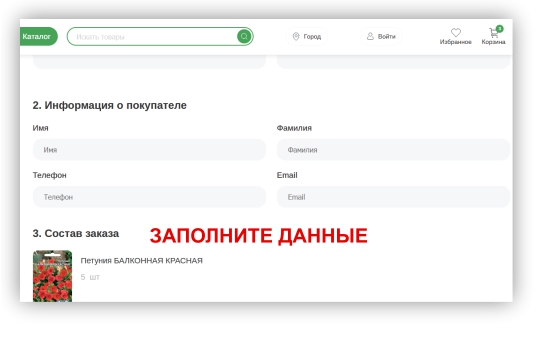 Каталог
Искать товары
Город
Войти
Избранное
Корзина
2. Информация о покупателе
Имя
Фамилия
Имя
Фамилия
Телефон
Email
Телефон
Email
3. Состав заказа
ЗАПОЛНИТЕ ДАННЫЕ
Петуния БАЛКОННАЯ КРАСНАЯ
5 шт